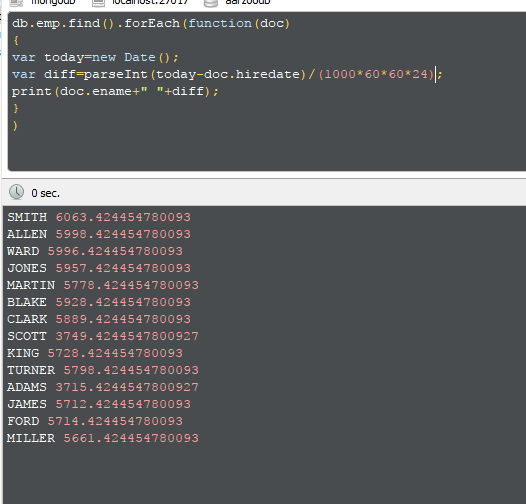 mongodb localhost:27017 aarzoodb
db.emp.find().forEach(function(doc)
{
var today=new Date();
var diff=parseInt(today-doc.hiredate)/(1000*60*60*24);
print(doc.ename+" "+diff);
}
)
0 sec.
SMITH 6063.424454780093
ALLEN 5998.424454780093
WARD 5996.424454780093
JONES 5957.424454780093
MARTIN 5778.424454780093
BLAKE 5928.424454780093
CLARK 5889.424454780093
SCOTT 3749.4244547800927
KING 5728.424454780093
TURNER 5798.424454780093
ADAMS 3715.4244547800927
JAMES 5712.424454780093
FORD 5714.424454780093
MILLER 5661.424454780093